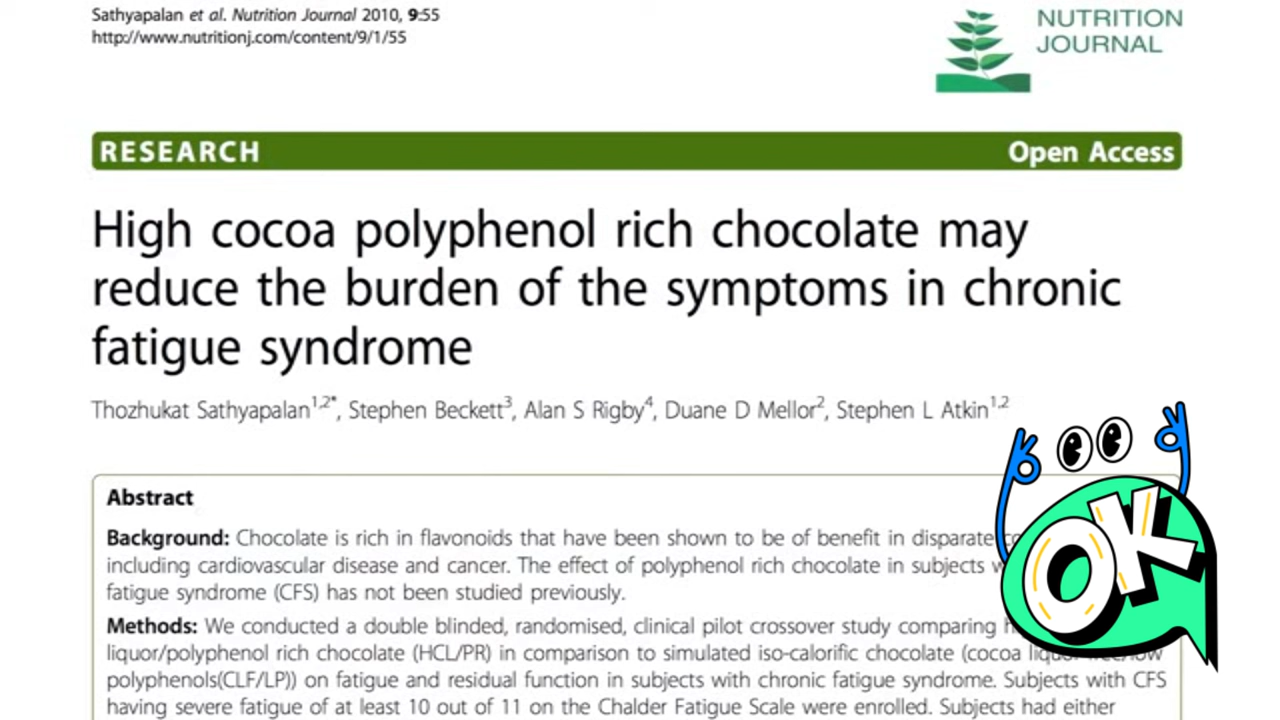 Sathyapalan et al. Nutrition Journal 2010, 9:55
http://www.nutritionj.com/content/9/1/55
NUTRITION
JOURNAL
RESEARCH Open Access
High cocoa polyphenol rich chocolate may
reduce the burden of the symptoms in chronic
fatigue syndrome
Thozhukat Sathyapalan1,2*, Stephen Beckett3, Alan S Rigby4, Duane D Mellor2, Stephen L Atkin1,2
Abstract
Background: Chocolate is rich in flavonoids that have been shown to be of benefit in disparate
including cardiovascular disease and cancer. The effect of polyphenol rich chocolate in subjects
fatigue syndrome (CFS) has not been studied previously.
Methods: We conducted a double blinded, randomised, clinical pilot crossover study comparing
liquor/polyphenol rich chocolate (HCL/PR) in comparison to simulated iso-calorific chocolate (cocoa
polyphenols(CLF/LP)) on fatigue and residual function in subjects with chronic fatigue syndrome. Subjects with CFS
having severe fatigue of at least 10 out of 11 on the Chalder Fatigue Scale were enrolled. Subjects had either
OK